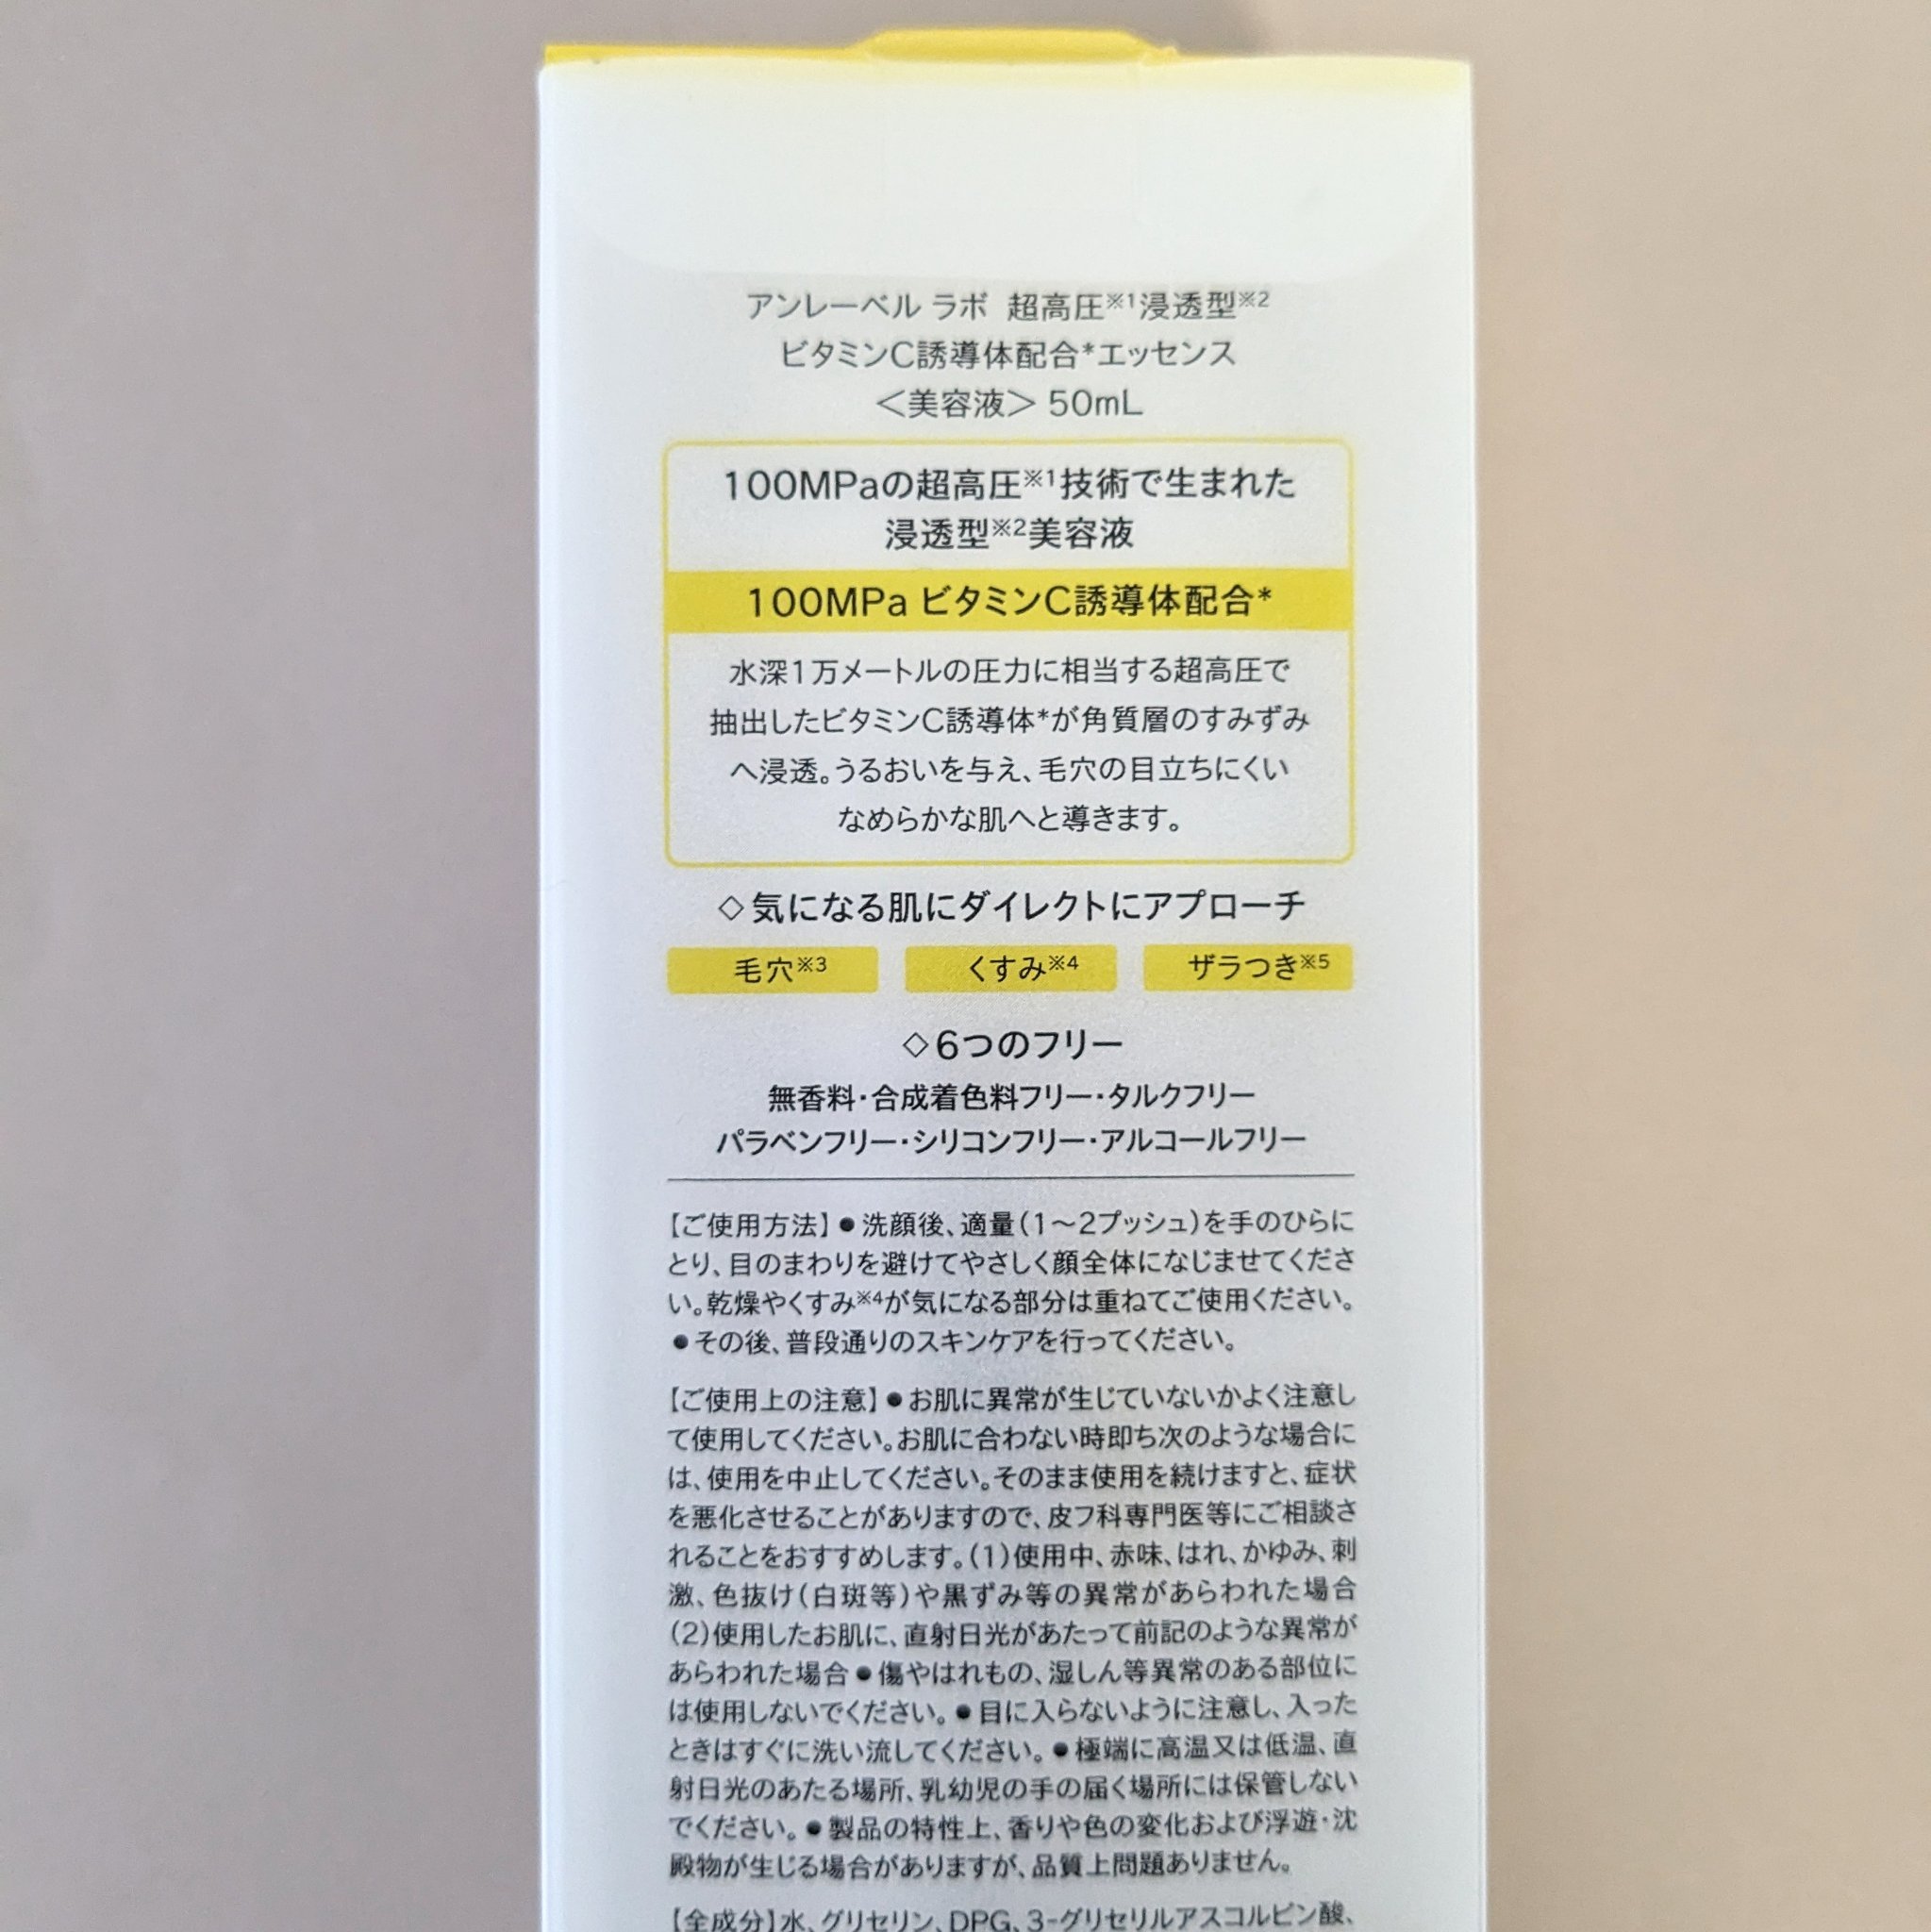 アンレーベル ラボ 超高圧※1浸透型※2
ビタミンC誘導体配合*エッセンス
＜美容液＞ 50mL
100MPaの超高圧※1技術で生まれた
浸透型※2美容液
100MPa ビタミンC誘導体配合*
水深1万メートルの圧力に相当する超高圧で
抽出したビタミンC誘導体*が角質層のすみずみ
へ浸透。うるおいを与え、毛穴の目立ちにくい
なめらかな肌へと導きます。
◇気になる肌にダイレクトにアプローチ
毛穴※3 くすみ※4 ザラつき※5
◇6つのフリー
無香料・合成着色料フリー・タルクフリー
パラベンフリー・シリコンフリー・アルコールフリー
【ご使用方法】●洗顔後、適量(1〜2プッシュ)を手のひらに
とり、目のまわりを避けてやさしく顔全体になじませてくださ
い。乾燥やくすみ※4が気になる部分は重ねてご使用ください。
●その後、普段通りのスキンケアを行ってください。
【ご使用上の注意】●お肌に異常が生じていないかよく注意し
て使用してください。お肌に合わない時即ち次のような場合に
は、使用を中止してください。そのまま使用を続けますと、症状
を悪化させることがありますので、皮フ科専門医等にご相談さ
れることをおすすめします。(1)使用中、赤味、はれ、かゆみ、刺
激、色抜け(白斑等)や黒ずみ等の異常があらわれた場合
(2)使用したお肌に、直射日光があたって前記のような異常が
あらわれた場合●傷やはれもの、湿しん等異常のある部位に
は使用しないでください。●目に入らないように注意し、入った
ときはすぐに洗い流してください。●極端に高温又は低温、直
射日光のあたる場所、乳幼児の手の届く場所には保管しない
でください。●製品の特性上、香りや色の変化および浮遊・沈
殿物が生じる場合がありますが、品質上問題ありません。
【全成分】水、グリセリン、DPG、3-グリセリルアスコルビン酸、